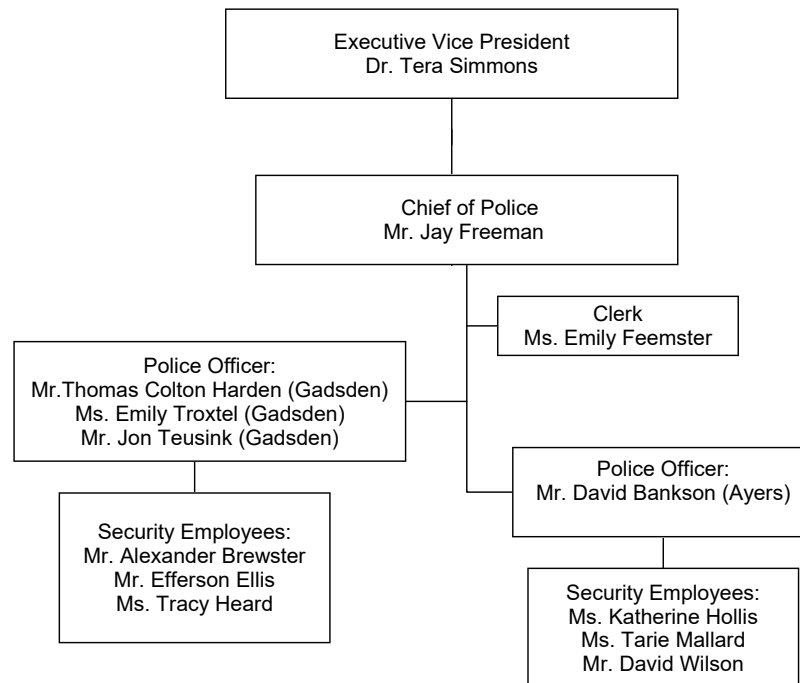 Executive Vice President
Dr. Tera Simmons
Chief of Police
Mr. Jay Freeman
Clerk
Ms. Emily Feemster
Police Officer:
Mr.Thomas Colton Harden (Gadsden)
Ms. Emily Troxtel (Gadsden)
Mr. Jon Teusink (Gadsden)
Police Officer:
Mr. David Bankson (Ayers)
Security Employees:
Mr. Alexander Brewster
Mr. Efferson Ellis
Ms. Tracy Heard
Security Employees:
Ms. Katherine Hollis
Ms. Tarie Mallard
Mr. David Wilson